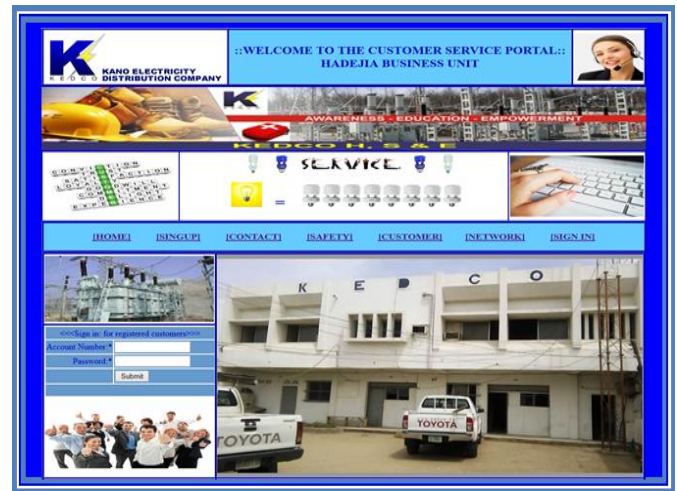 K
KEDCO
KANO ELECTRICITY
DISTRIBUTION COMPANY
::WELCOME TO THE CUSTOMER SERVICE PORTAL::
HADEJIA BUSINESS UNIT
K
AWARENESS - EDUCATION - EMPOWERMENT
KEDCO H, S & E
SERVICE
=
[HOME] [SINGUP] [CONTACT] [SAFETY] [CUSTOMER] [NETWORK] [SIGN IN]
<<<Sign in: for registered customers>>>
Account Number:*
Password:*
Submit
K E D C O
TOYOTA
TOYOTA